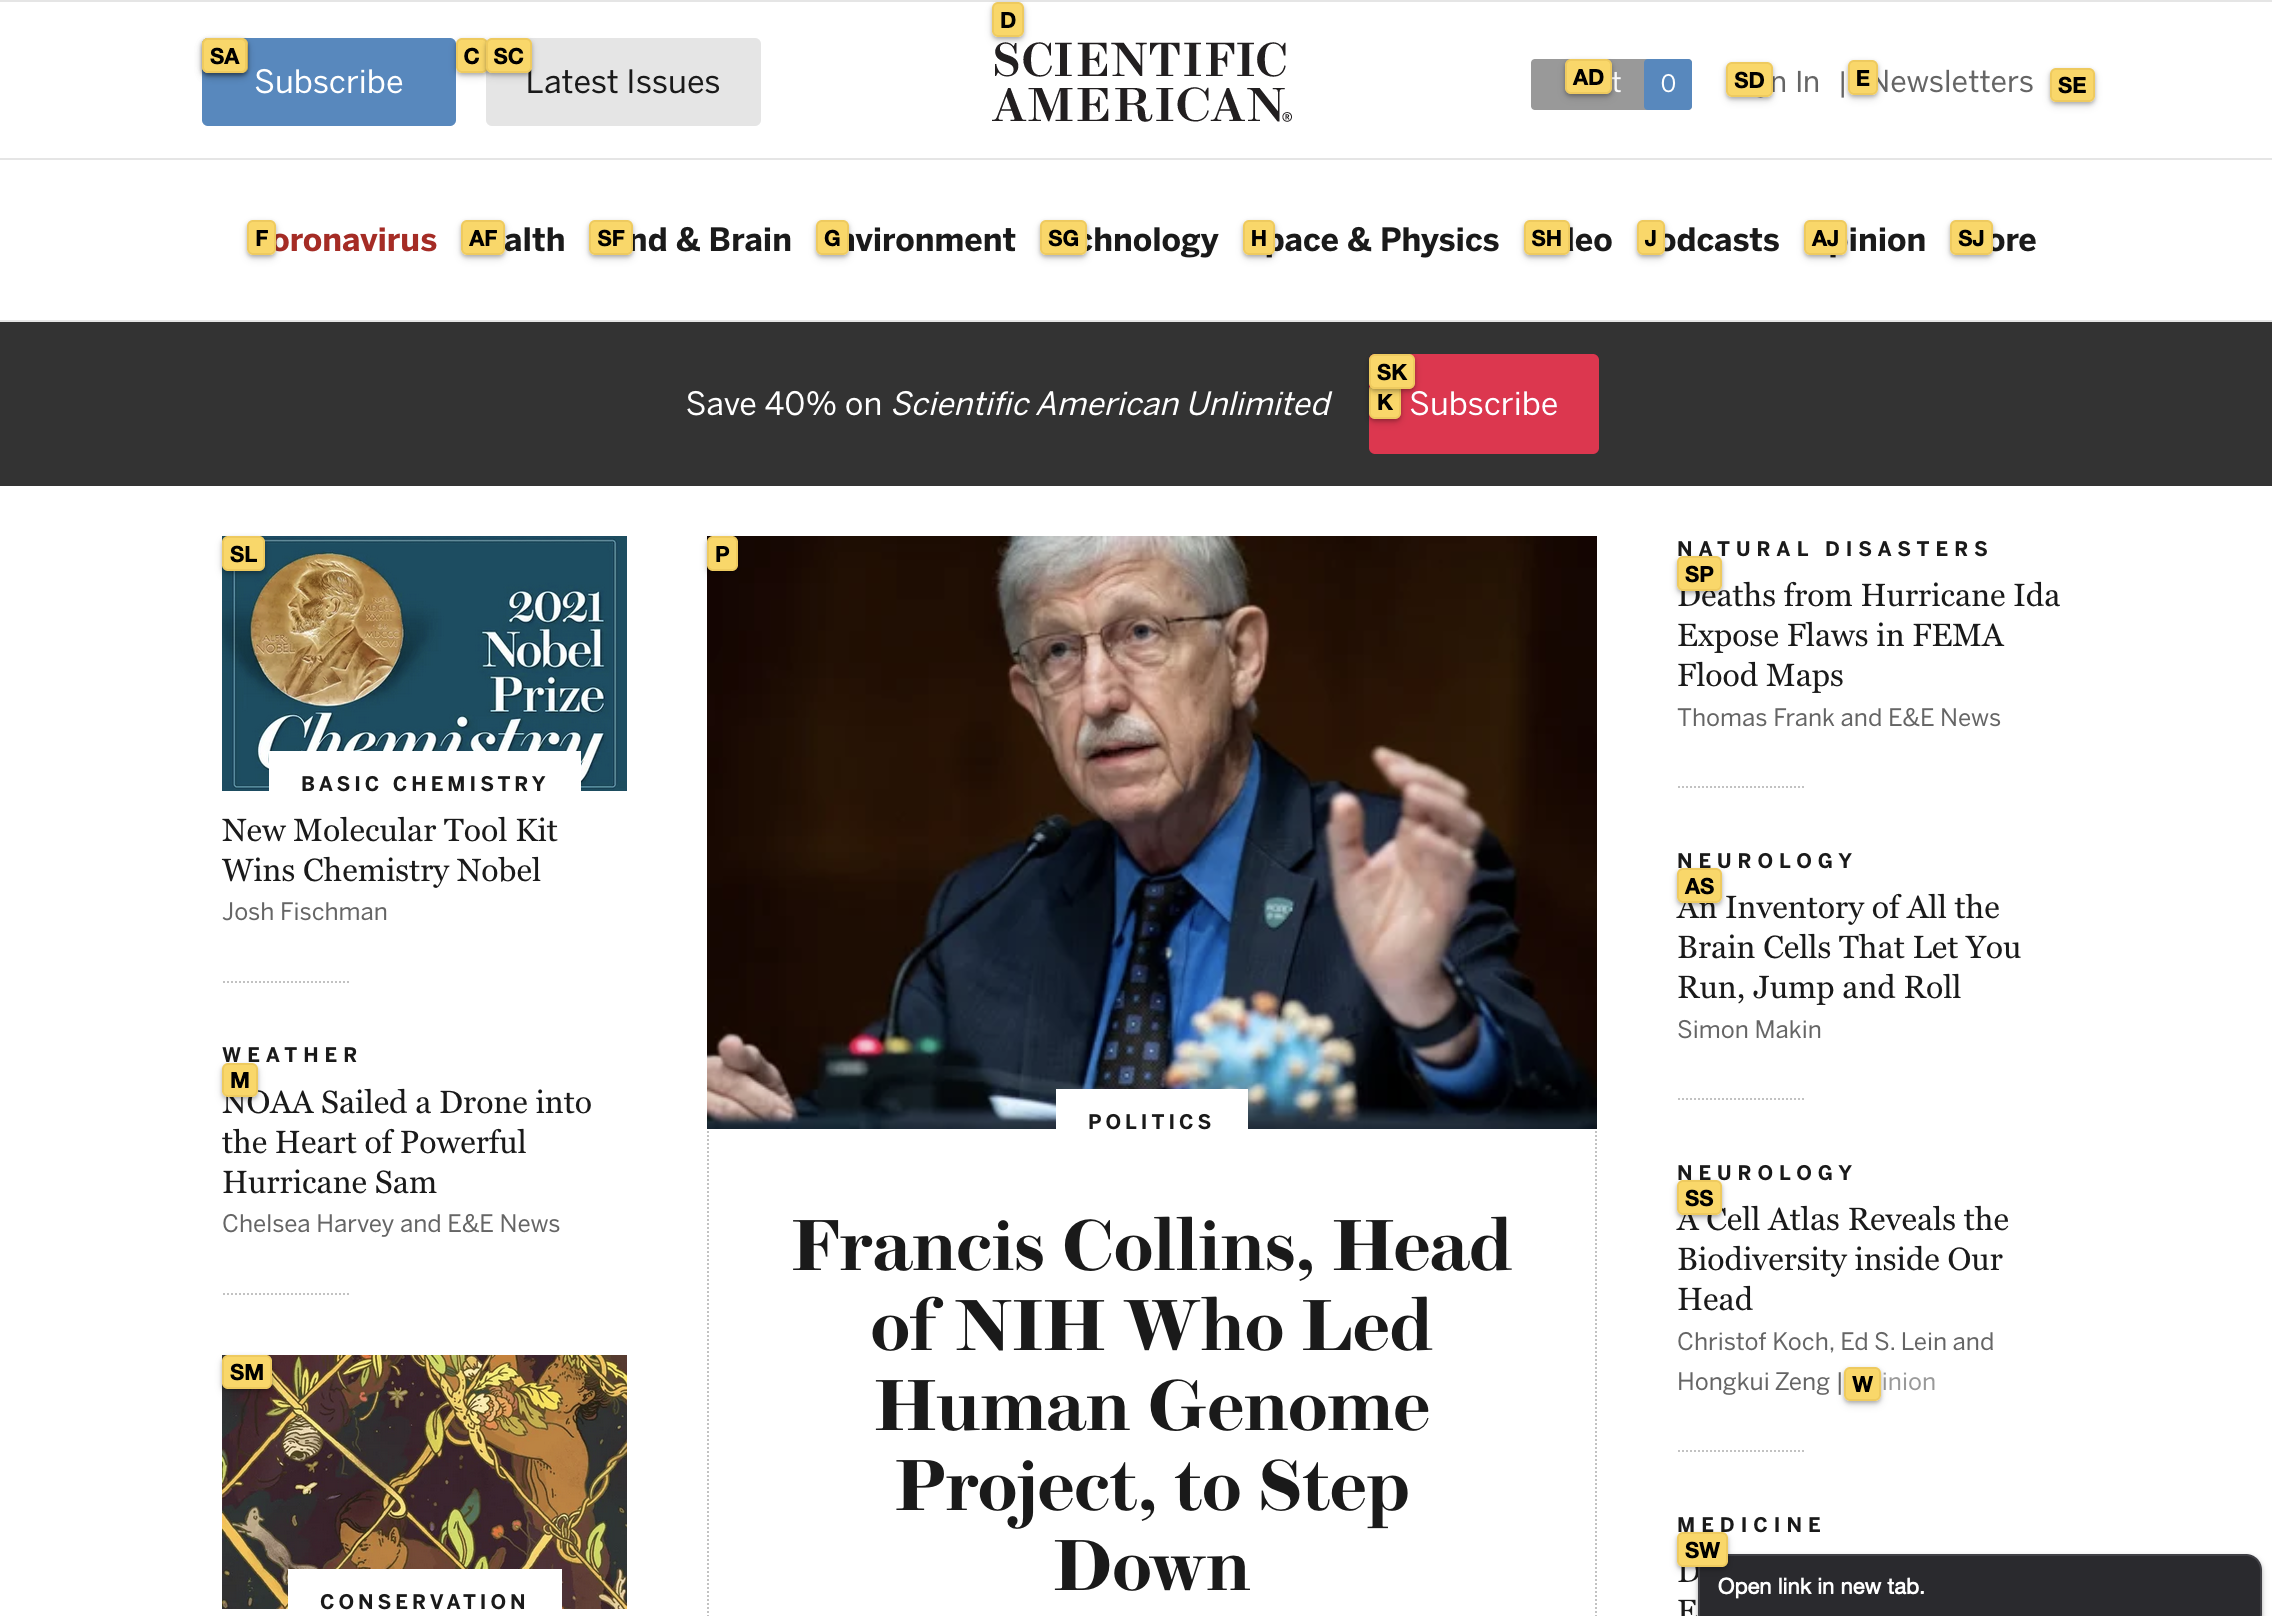 SA
Subscribe
C
SC
Latest Issues
D
SCIENTIFIC
AMERICAN®
AD
t
0
SD
n In
|
E
Newsletters
SE
F
oronavirus
AF
alth
SF
nd & Brain
G
nvironment
SG
chnology
H
pace & Physics
SH
deo
J
odcasts
AJ
pinion
SJ
ore
Save 40% on Scientific American Unlimited
SK
K
Subscribe
SL
2021
Nobel
Prize
Chemistry
BASIC CHEMISTRY
New Molecular Tool Kit
Wins Chemistry Nobel
Josh Fischman
WEATHER
M
NOAA Sailed a Drone into
the Heart of Powerful
Hurricane Sam
Chelsea Harvey and E&E News
SM
CONSERVATION
P
POLITICS
Francis Collins, Head
of NIH Who Led
Human Genome
Project, to Step
Down
NATURAL DISASTERS
SP
Deaths from Hurricane Ida
Expose Flaws in FEMA
Flood Maps
Thomas Frank and E&E News
NEUROLOGY
AS
An Inventory of All the
Brain Cells That Let You
Run, Jump and Roll
Simon Makin
NEUROLOGY
SS
A Cell Atlas Reveals the
Biodiversity inside Our
Head
Christof Koch, Ed S. Lein and
Hongkui Zeng |
W
inion
MEDICINE
SW
Open link in new tab.